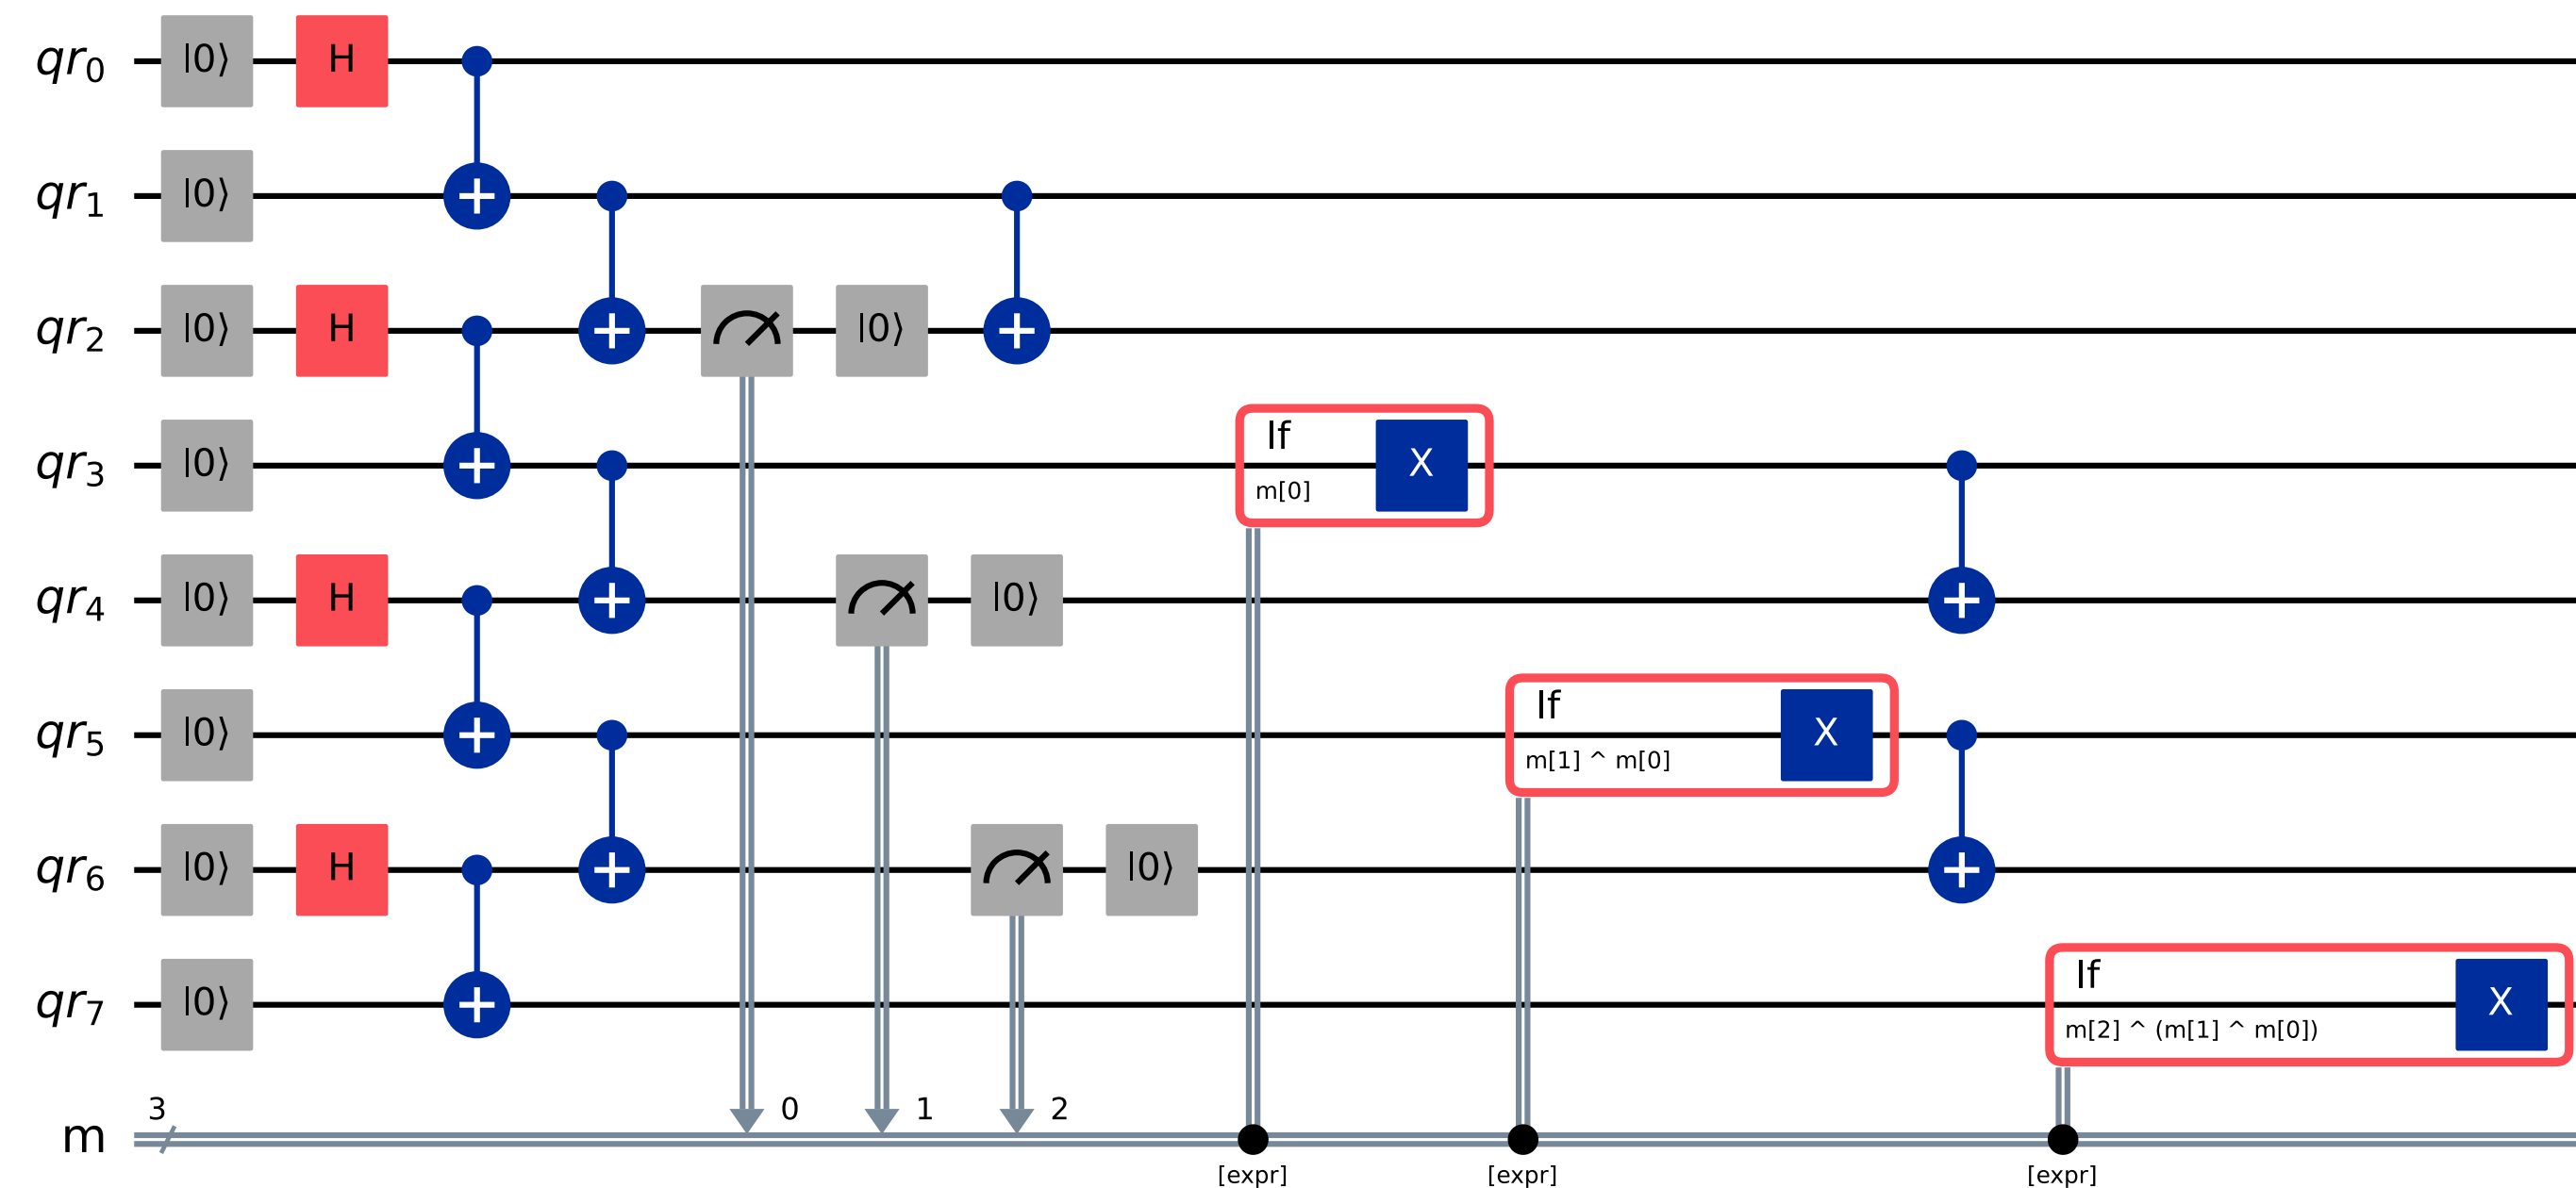 qr0 |0⟩ H
qr1 |0⟩
qr2 |0⟩ H |0⟩
If
qr3 |0⟩ X
m[0]
qr4 |0⟩ H |0⟩
If
qr5 |0⟩ X
m[1] ^ m[0]
qr6 |0⟩ H |0⟩
If
qr7 |0⟩ X
m[2] ^ (m[1] ^ m[0])
3 0 1 2
m
[expr] [expr] [expr]